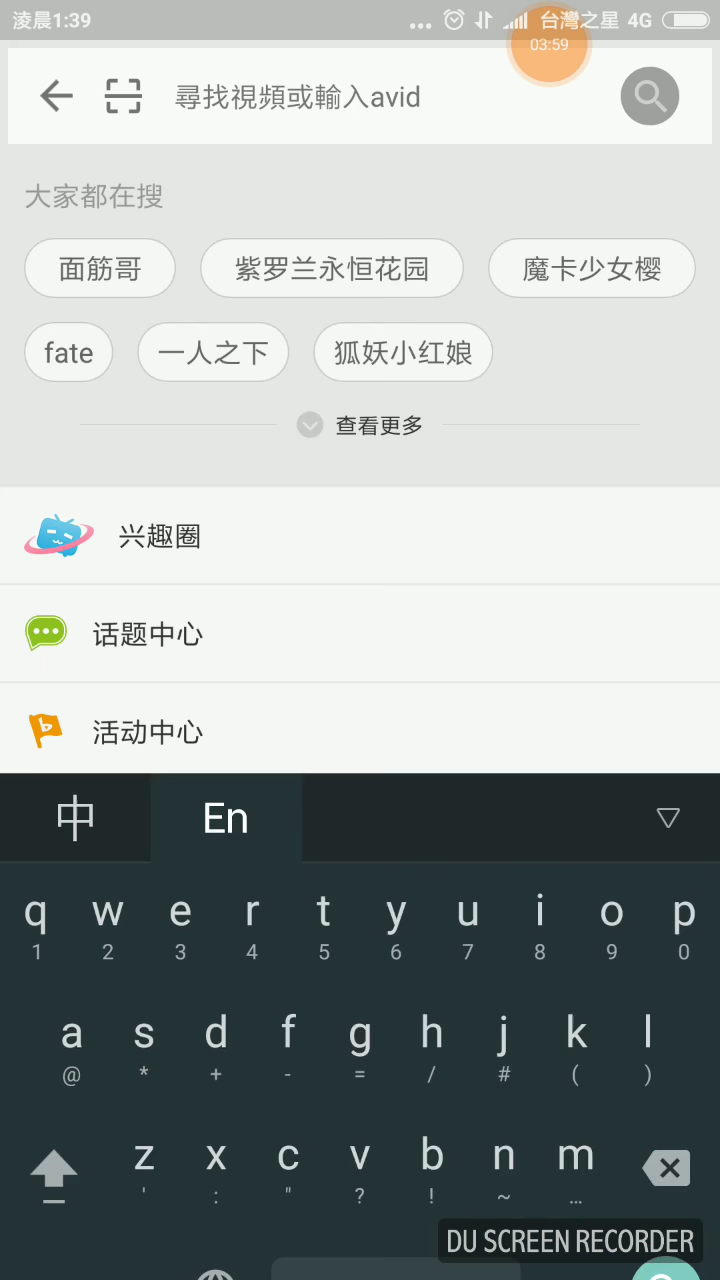 淩晨1:39 ... 台灣之星 4G
03:59
尋找視頻或輸入avid
大家都在搜
面筋哥 紫罗兰永恒花园 魔卡少女樱
fate 一人之下 狐妖小红娘
查看更多
兴趣圈
话题中心
活动中心
中 En
q w e r t y u i o p
1 2 3 4 5 6 7 8 9 0
a s d f g h j k l
@ * + - = / # ( )
z x c v b n m
' : " ? ! ~ ...
DU SCREEN RECORDER